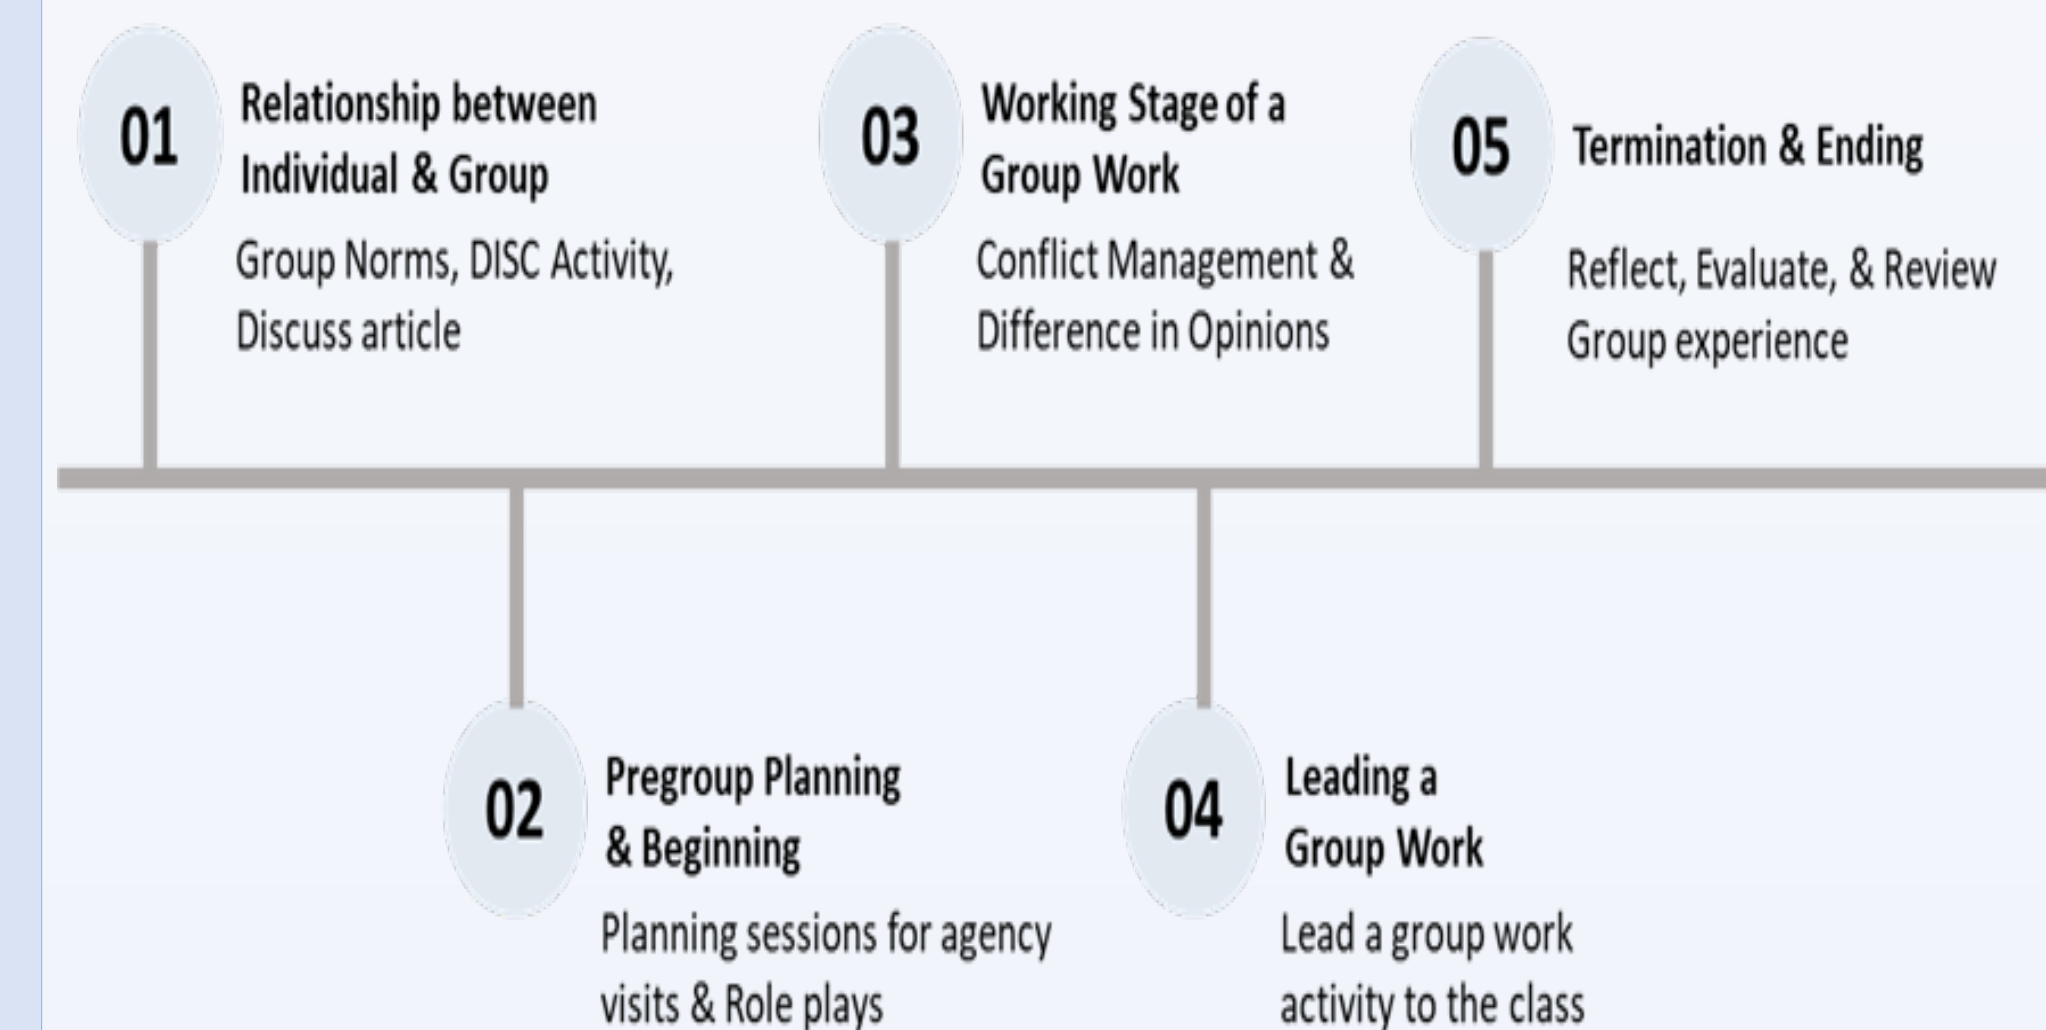 01
Relationship between
Individual & Group
Group Norms, DISC Activity,
Discuss article
03
Working Stage of a
Group Work
Conflict Management &
Difference in Opinions
05
Termination & Ending
Reflect, Evaluate, & Review
Group experience
02
Pregroup Planning
& Beginning
Planning sessions for agency
visits & Role plays
04
Leading a
Group Work
Lead a group work
activity to the class